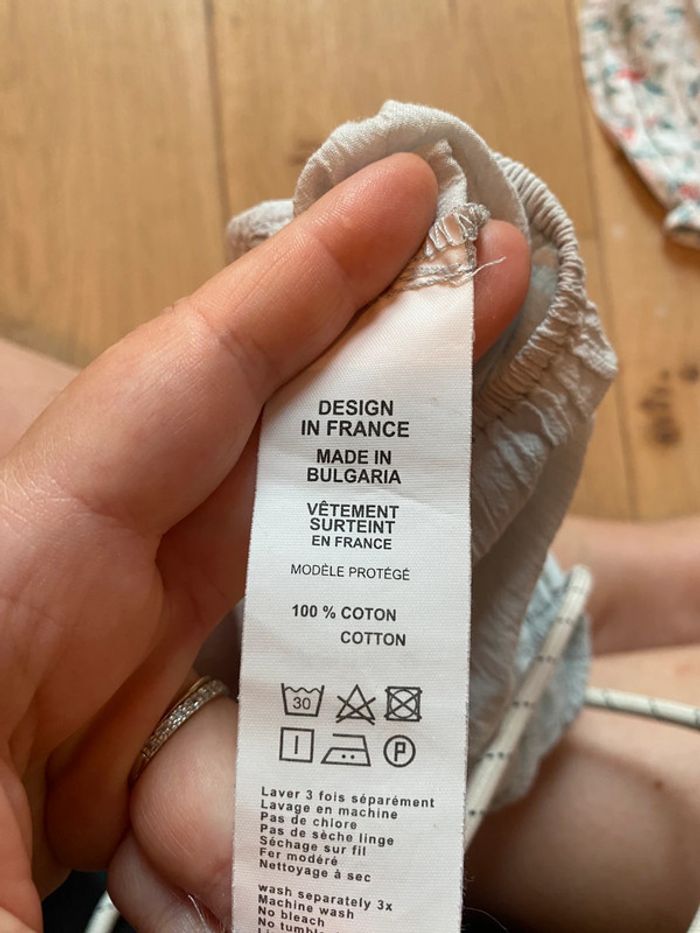 DESIGN
IN FRANCE
MADE IN
BULGARIA
VÊTEMENT
SURTEINT
EN FRANCE
MODÈLE PROTÉGÉ
100 % COTON
COTTON
30
P
Laver 3 fois séparément
Lavage en machine
Pas de chlore
Pas de sèche linge
Séchage sur fil
Fer modéré
Nettoyage à sec
wash separately 3x
Machine wash
No bleach
No tumble